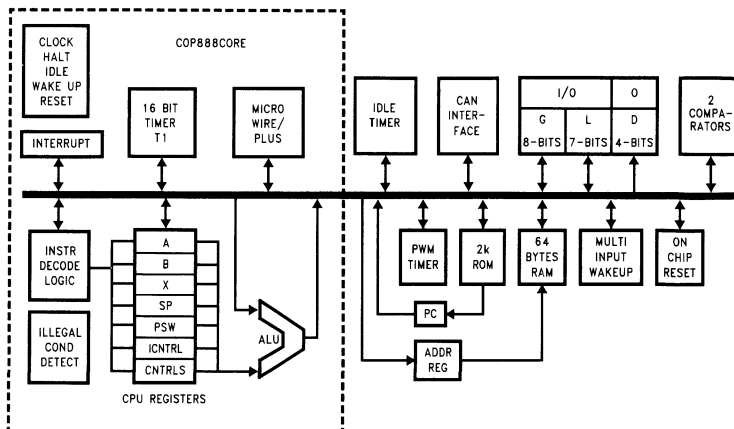 COP888CORE
CLOCK
HALT
IDLE
WAKE UP
RESET
INTERRUPT
16 BIT
TIMER
T1
MICRO
WIRE/
PLUS
IDLE
TIMER
CAN
INTER-
FACE
I/O O
G L D
8-BITS 7-BITS 4-BITS
2
COMPA-
RATORS
INSTR
DECODE
LOGIC
ILLEGAL
COND
DETECT
A
B
X
SP
PSW
ICNTRL
CNTRLS
CPU REGISTERS
ALU
PWM
TIMER
2k
ROM
64
BYTES
RAM
MULTI
INPUT
WAKEUP
ON
CHIP
RESET
PC
ADDR
REG